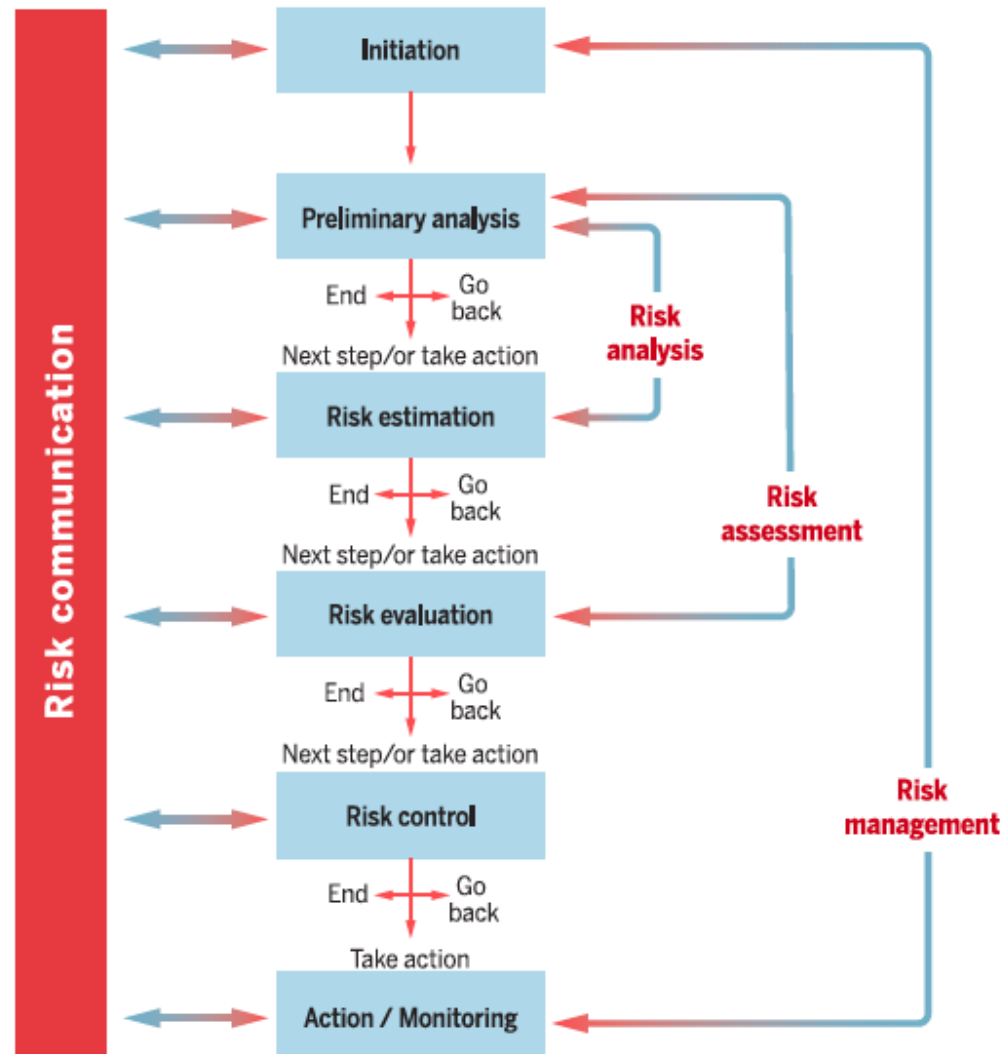 Risk communication
Initiation
Preliminary analysis
End
Go
back
Next step/or take action
Risk
analysis
Risk estimation
End
Go
back
Next step/or take action
Risk
assessment
Risk evaluation
End
Go
back
Next step/or take action
Risk control
Risk
management
End
Go
back
Take action
Action / Monitoring